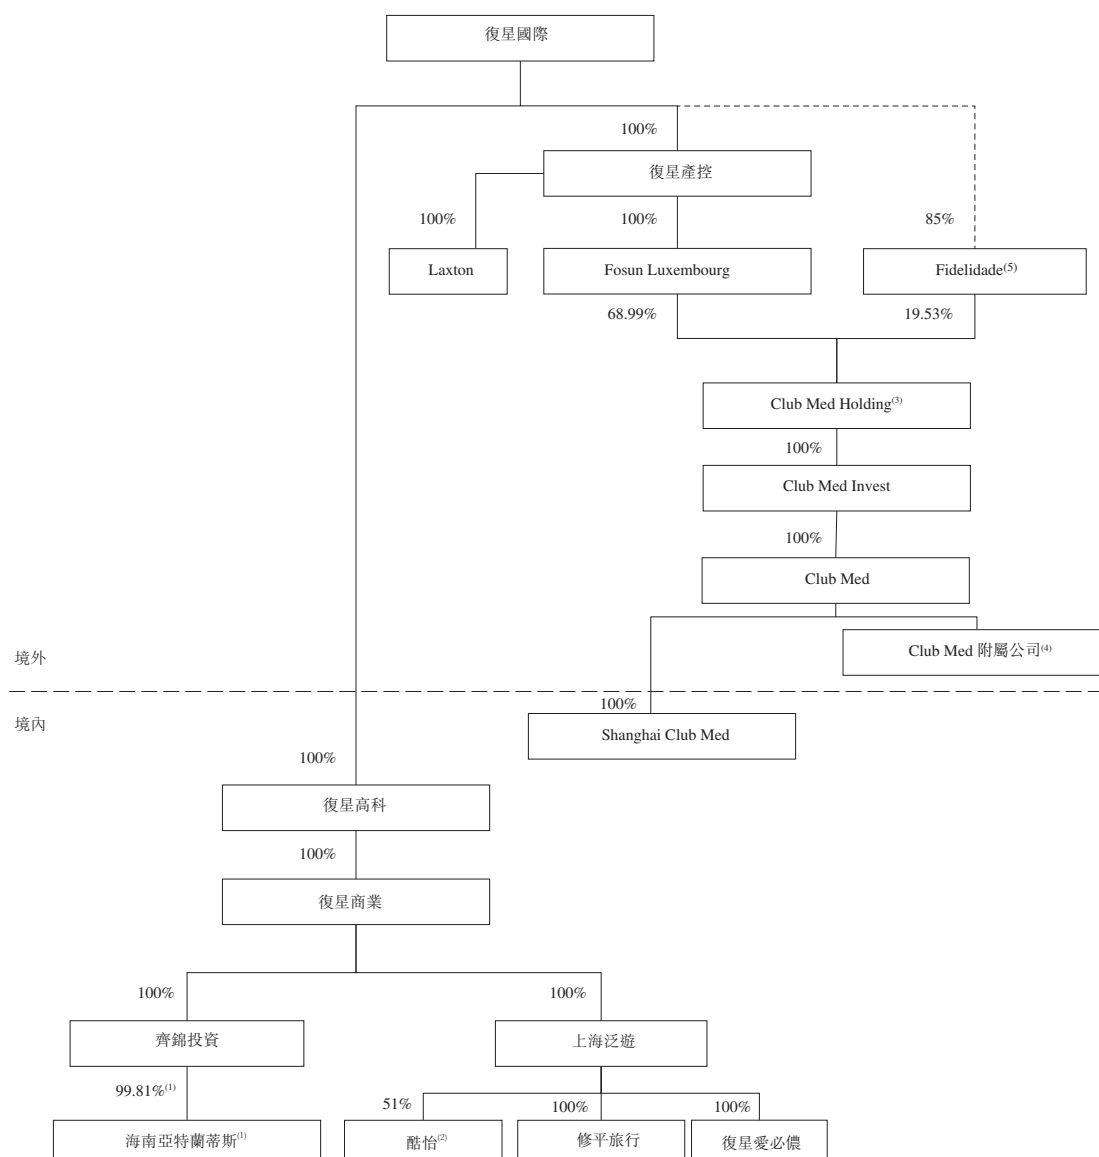 復星國際
100%
復星產控
100%
100%
85%
Laxton
Fosun Luxembourg
Fidelidade(5)
68.99%
19.53%
Club Med Holding(3)
100%
Club Med Invest
100%
Club Med
Club Med 附屬公司(4)
境外
境內
100%
Shanghai Club Med
100%
復星高科
100%
復星商業
100%
100%
齊錦投資
上海泛遊
99.81%(1)
51%
100%
100%
海南亞特蘭蒂斯(1)
酷怡(2)
修平旅行
復星愛必儂